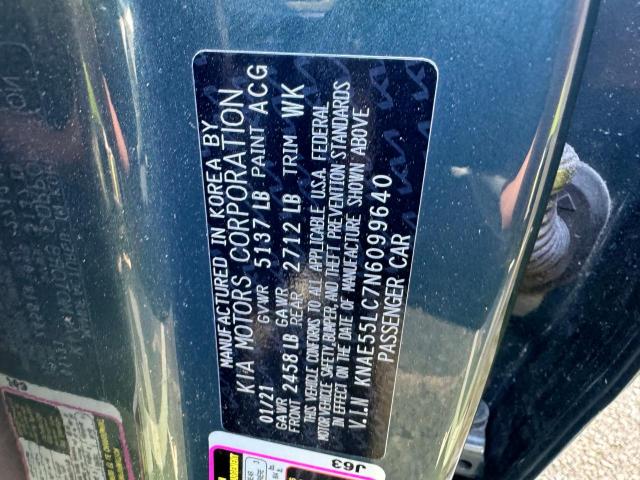 MANUFACTURED IN KOREA BY
KIA MOTORS CORPORATION
01/21 GVWR 5137 LB PAINT ACG
GAWR FRONT 2458 LB GAWR REAR 2712 LB TRIM WK
THIS VEHICLE CONFORMS TO ALL APPLICABLE U.S.A. FEDERAL
MOTOR VEHICLE SAFETY, BUMPER, AND THEFT PREVENTION STANDARDS
IN EFFECT ON THE DATE OF MANUFACTURE SHOWN ABOVE
V.I.N KNAE55LC7N6099640
PASSENGER CAR
J63